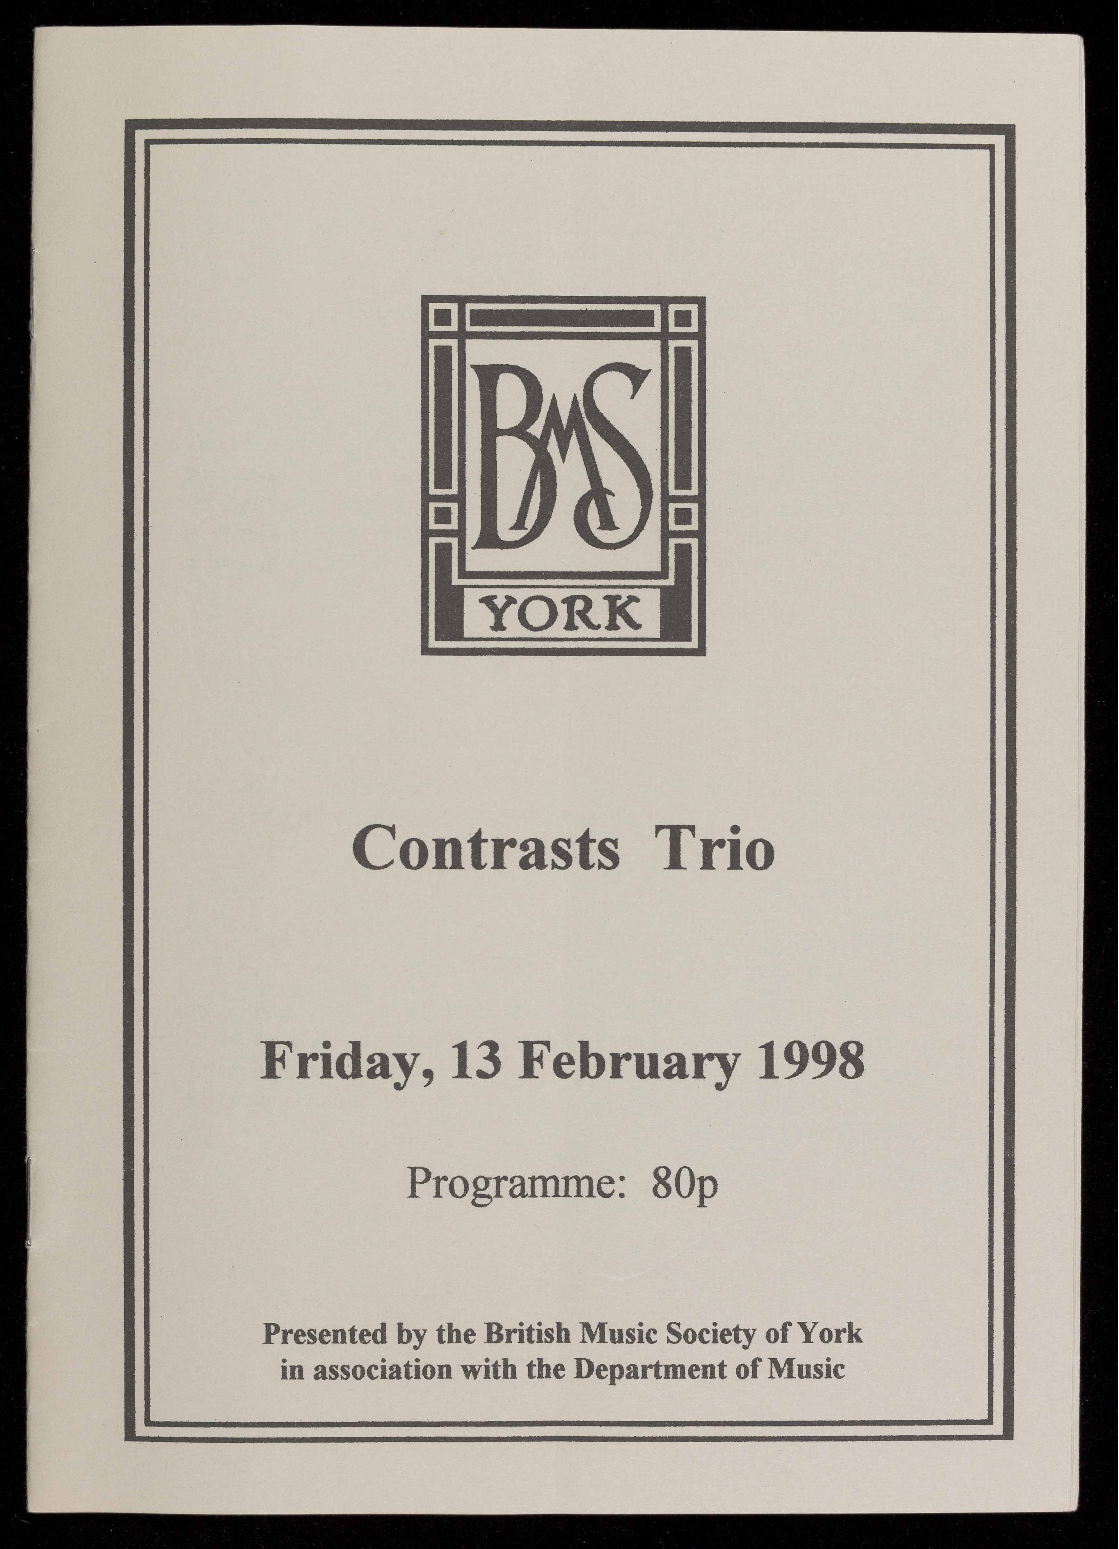 BMS
YORK
Contrasts Trio
Friday, 13 February 1998
Programme: 80p
Presented by the British Music Society of York
in association with the Department of Music